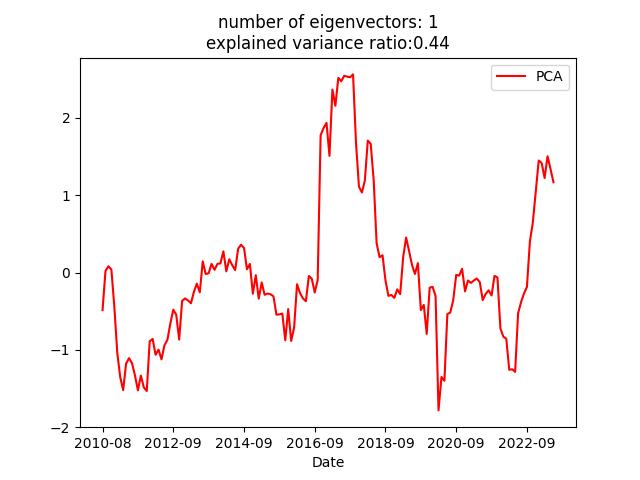 number of eigenvectors: 1
explained variance ratio:0.44
PCA
2
1
0
−1
−2
2010-08 2012-09 2014-09 2016-09 2018-09 2020-09 2022-09
Date